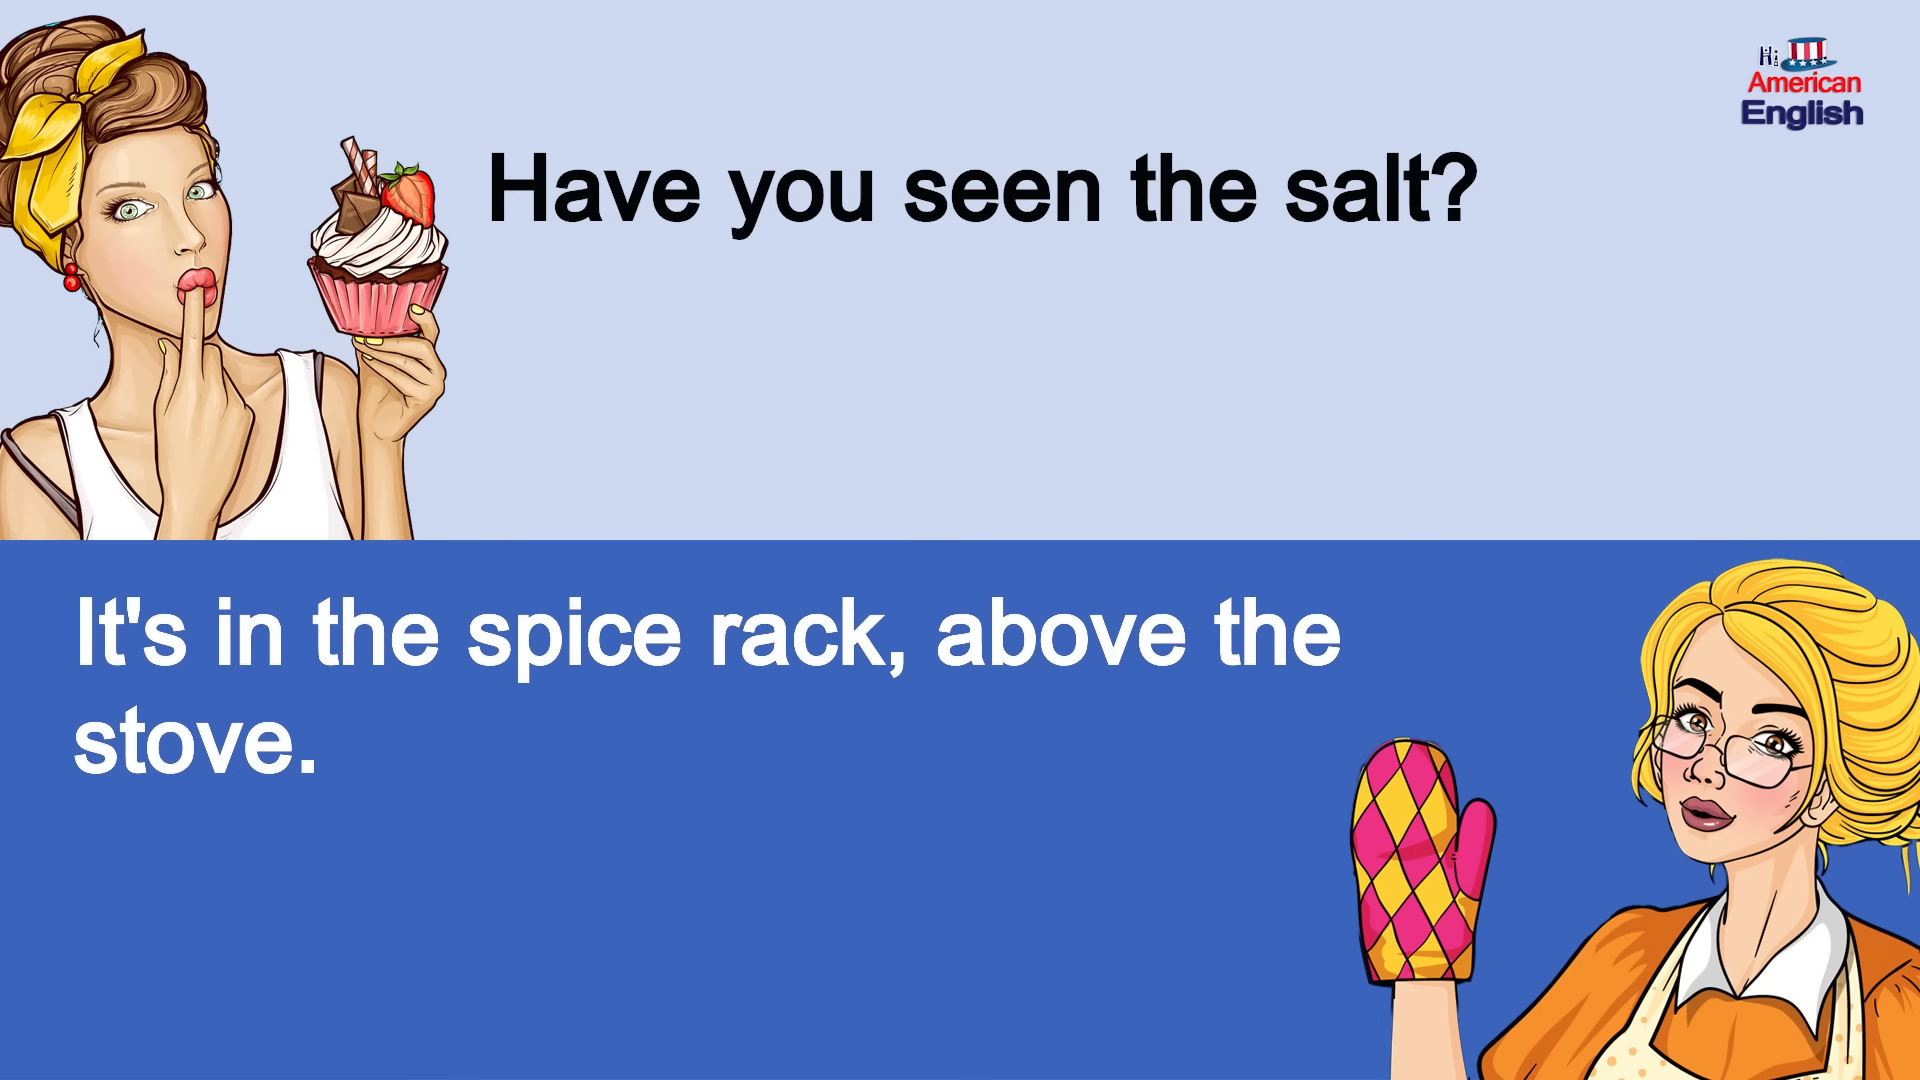 Hi
American
English
Have you seen the salt?
It's in the spice rack, above the
stove.